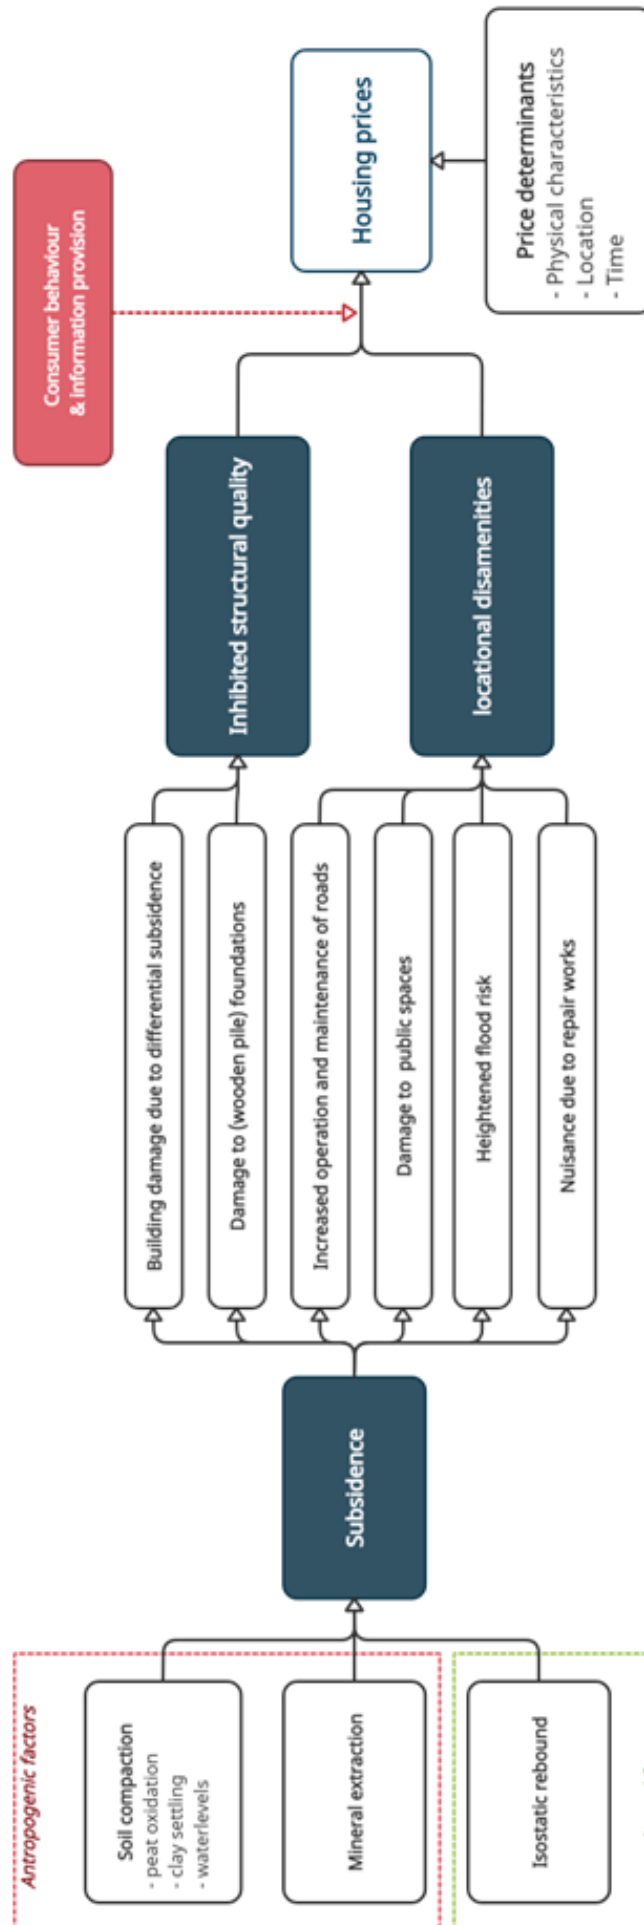 Antropogenic factors
Soil compaction
- peat oxidation
- clay settling
- waterlevels
Mineral extraction
Isostatic rebound
Subsidence
Building damage due to differential subsidence
Damage to (wooden pile) foundations
Increased operation and maintenance of roads
Damage to public spaces
Heightened flood risk
Nuisance due to repair works
Inhibited structural quality
locational disamenities
Consumer behaviour
& information provision
Housing prices
Price determinants
- Physical characteristics
- Location
- Time